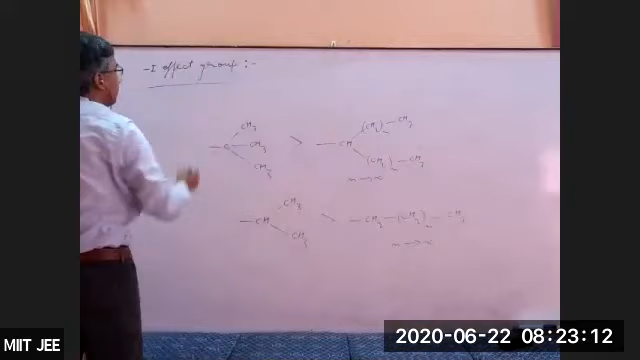 -I effect group :-
CH3
- C - CH3 >
CH3
- CH
(CH2)n - CH3
(CH2)n - CH3
n → ∝
- CH
CH3
CH3
> - CH2 - (CH2)n - CH3
n → ∝
MIIT JEE
2020-06-22 08:23:12